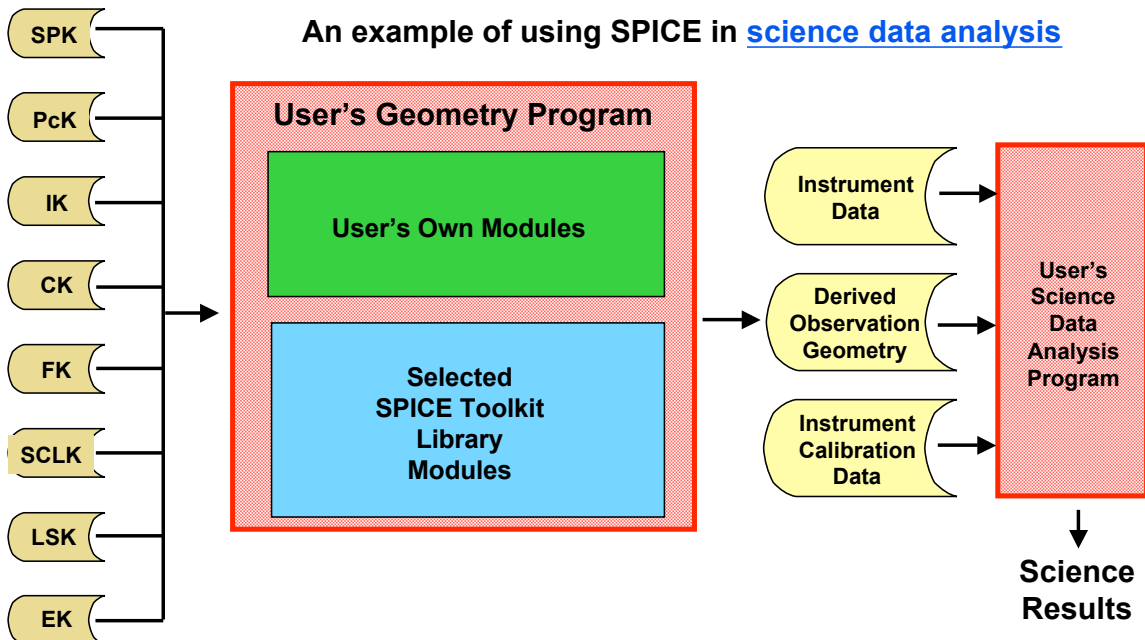 An example of using SPICE in science data analysis
SPK
PcK
IK
CK
FK
SCLK
LSK
EK
User’s Geometry Program
User’s Own Modules
Selected
SPICE Toolkit
Library
Modules
Instrument
Data
Derived
Observation
Geometry
Instrument
Calibration
Data
User’s
Science
Data
Analysis
Program
Science
Results